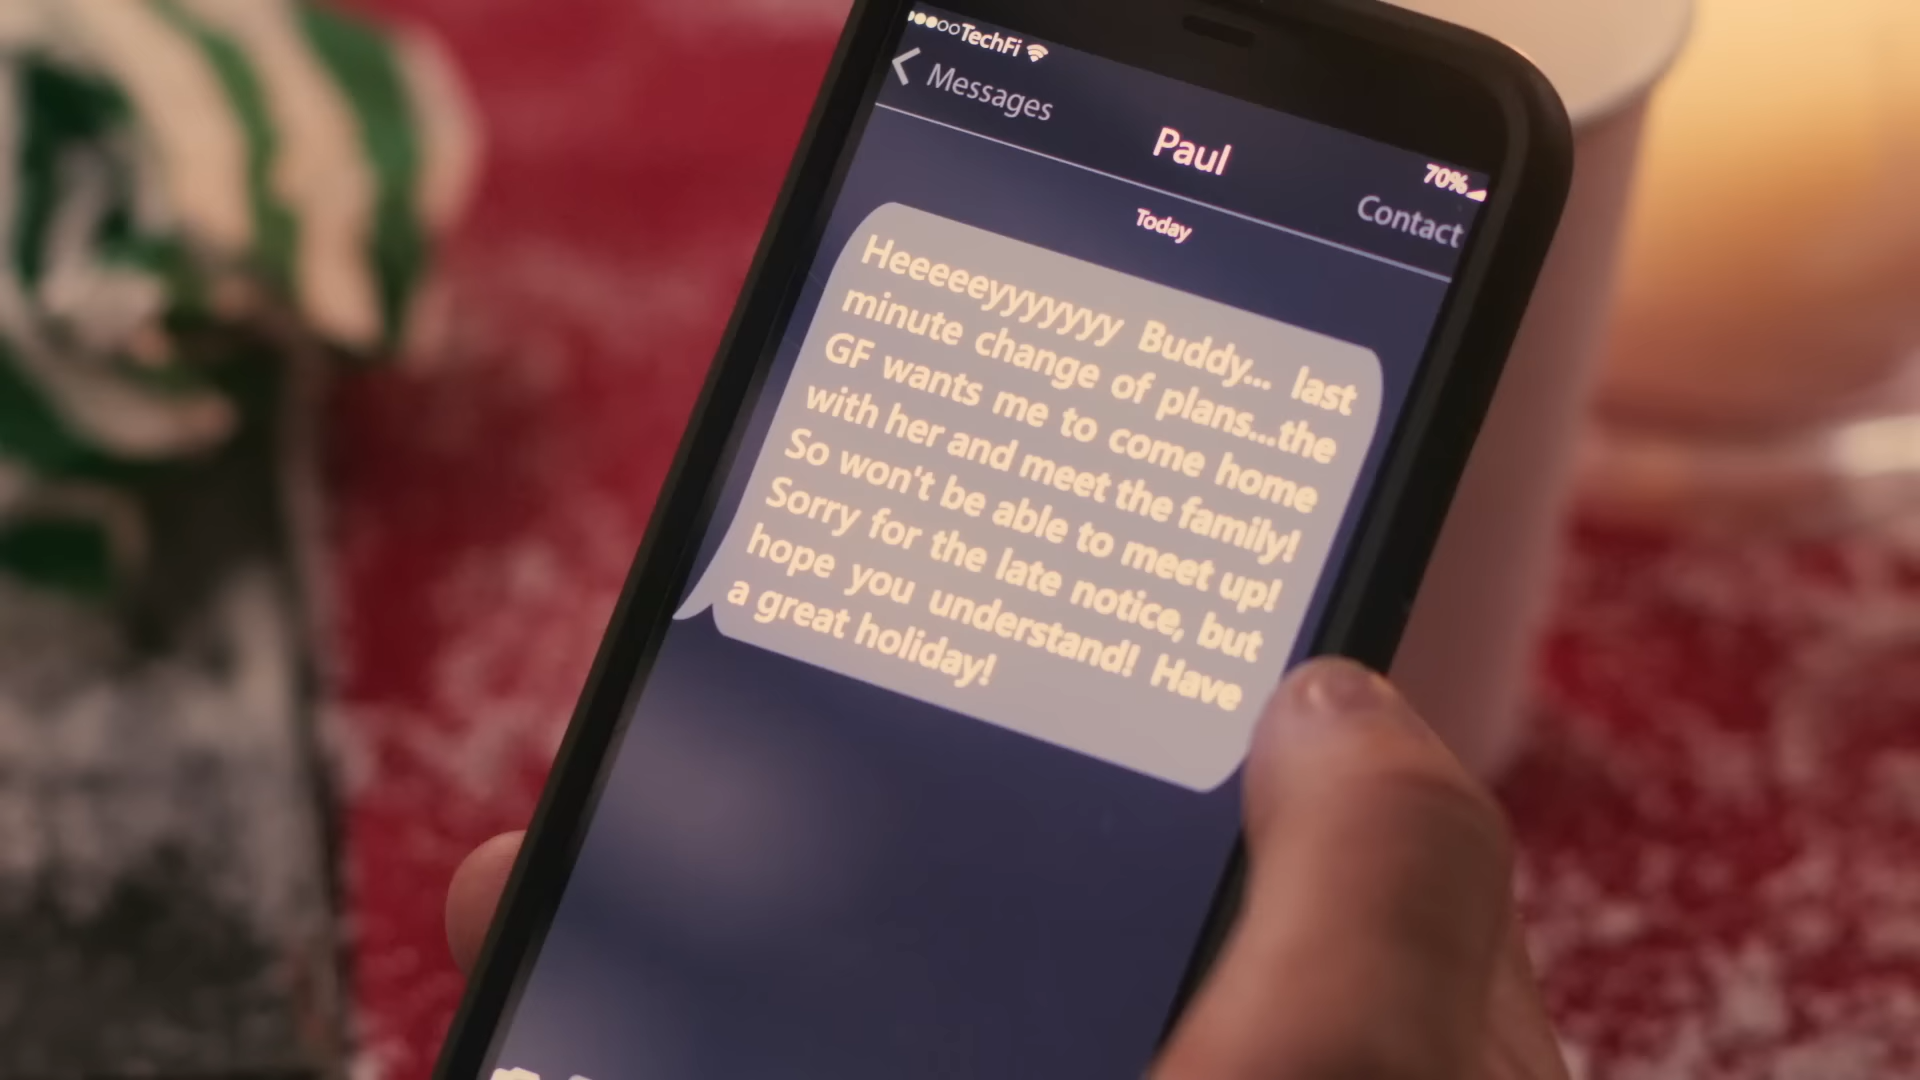 TechFi
Messages
Paul
70%
Contact
Today
Heeeeeyyyyyyy Buddy... last
minute change of plans...the
GF wants me to come home
with her and meet the family!
So won't be able to meet up!
Sorry for the late notice, but
hope you understand! Have
a great holiday!